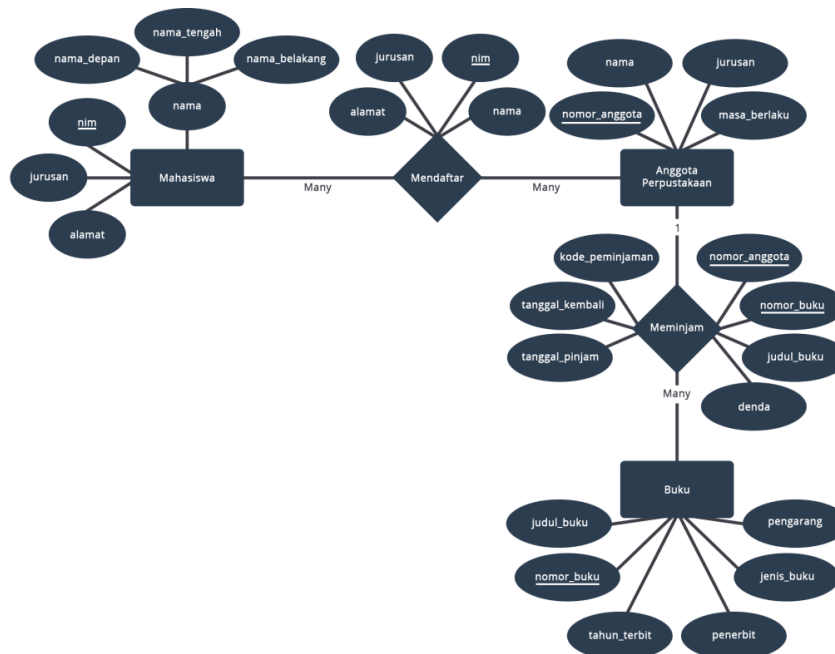 nama_tengah
nama_depan
nama_belakang
nama
nim
jurusan
alamat
Mahasiswa
Many
jurusan
nim
alamat
nama
Mendaftar
Many
nama
jurusan
nomor_anggota
masa_berlaku
Anggota
Perpustakaan
1
kode_peminjaman
nomor_anggota
tanggal_kembali
nomor_buku
Meminjam
tanggal_pinjam
judul_buku
Many
denda
Buku
judul_buku
pengarang
nomor_buku
jenis_buku
tahun_terbit
penerbit